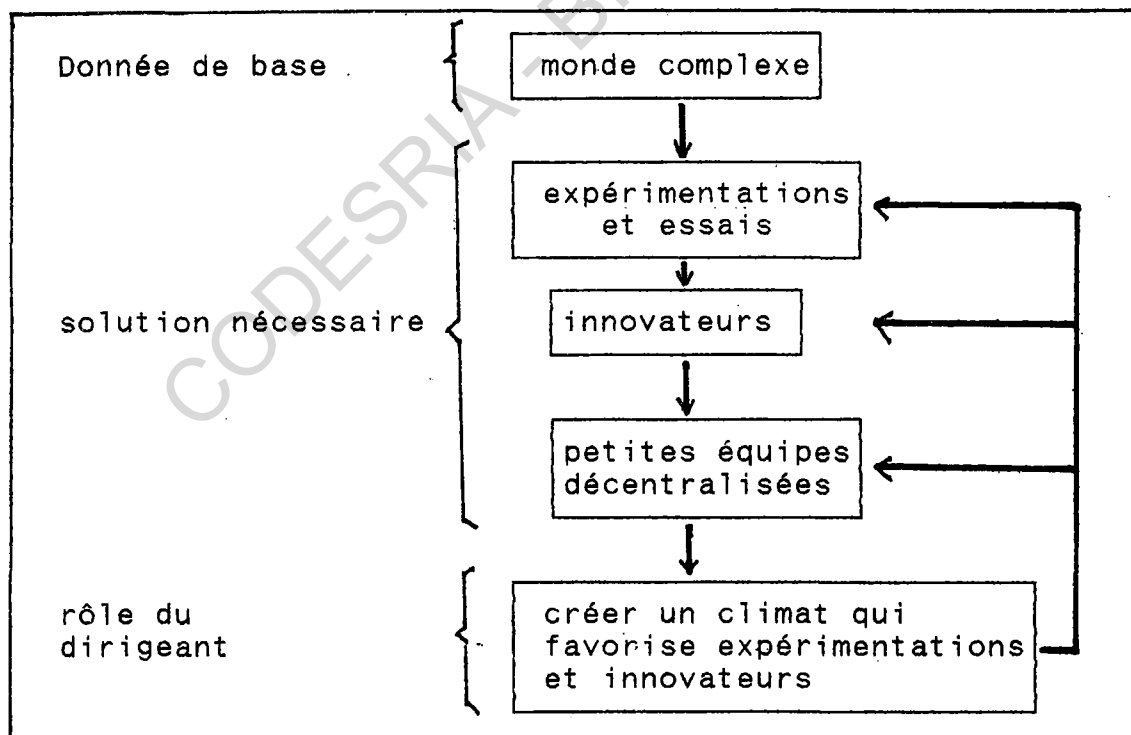 Donnée de base
monde complexe
expérimentations
et essais
solution nécessaire
innovateurs
petites équipes
décentralisées
rôle du
dirigeant
créer un climat qui
favorise expérimentations
et innovateurs
CODESRIA - B